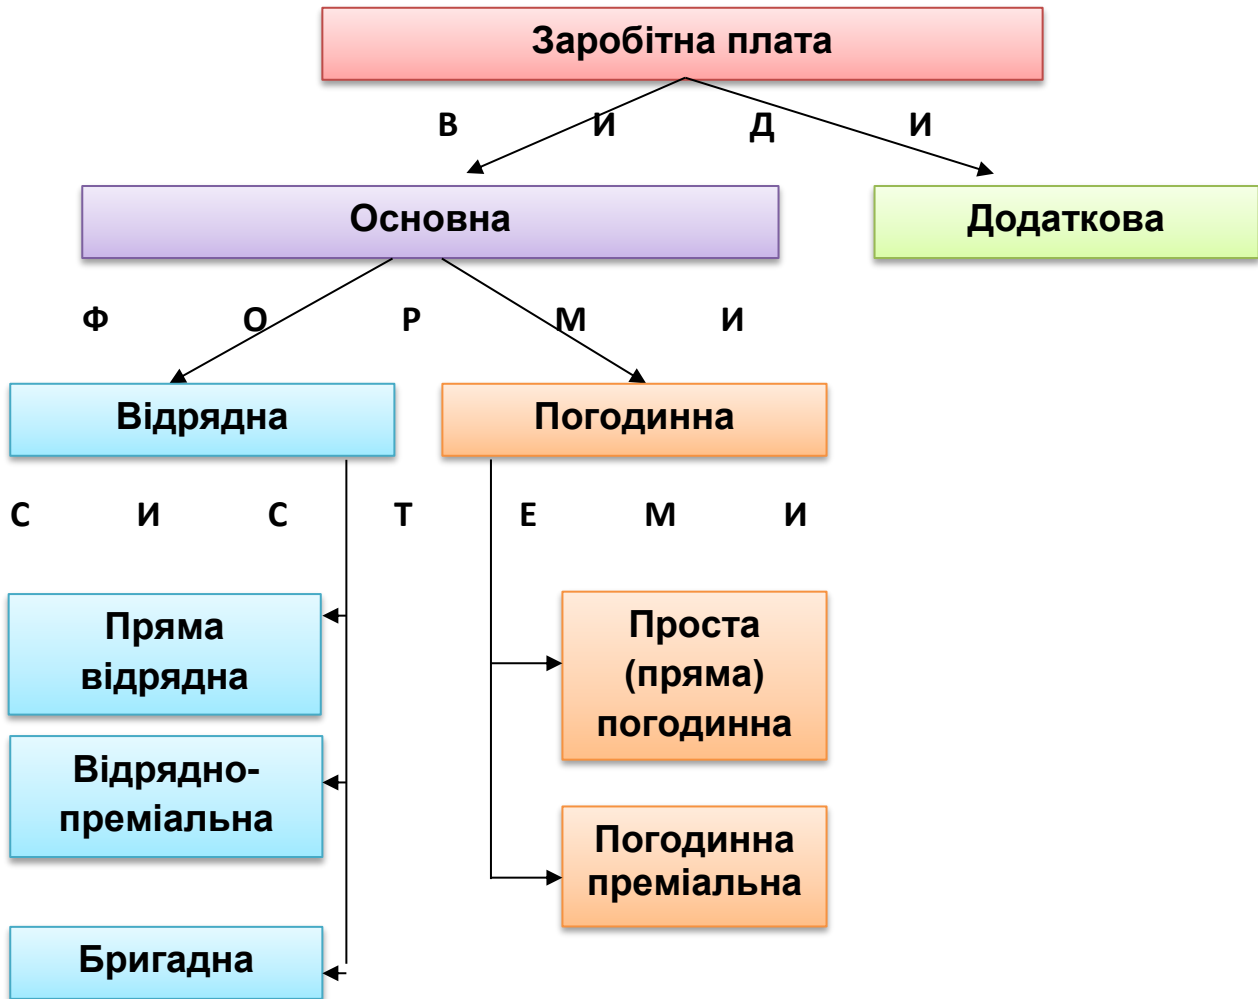 Заробітна плата
В И Д И
Основна
Додаткова
Ф О Р М И
Відрядна
Погодинна
С И С Т Е М И
Пряма
відрядна
Проста
(пряма)
погодинна
Відрядно-
преміальна
Погодинна
преміальна
Бригадна